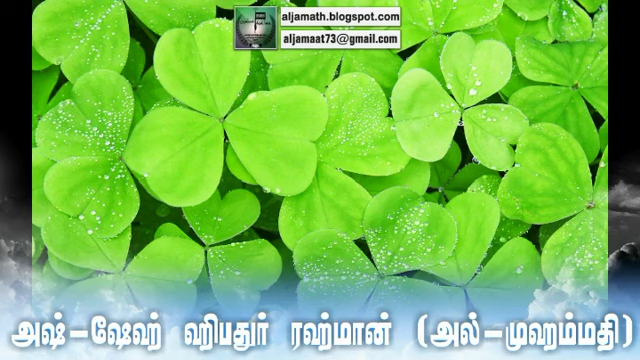 aljamath.blogspot.com
aljamaat73@gmail.com
அஷ்-ஷேஹ் ஹிபதுர் ரஹ்மான் (அல்-முஹம்மதி)